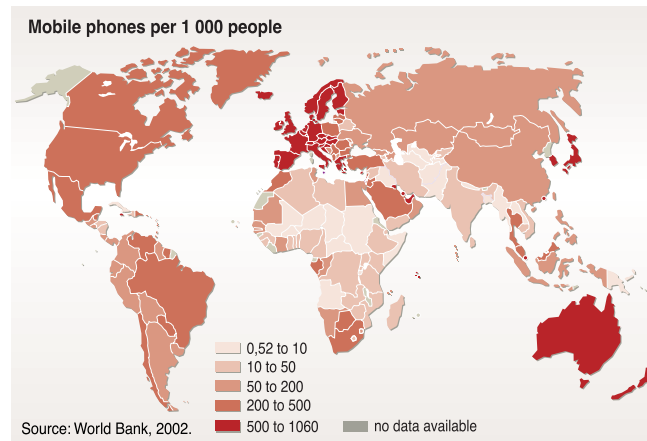 Mobile phones per 1 000 people
0,52 to 10
10 to 50
50 to 200
200 to 500
500 to 1060
no data available
Source: World Bank, 2002.